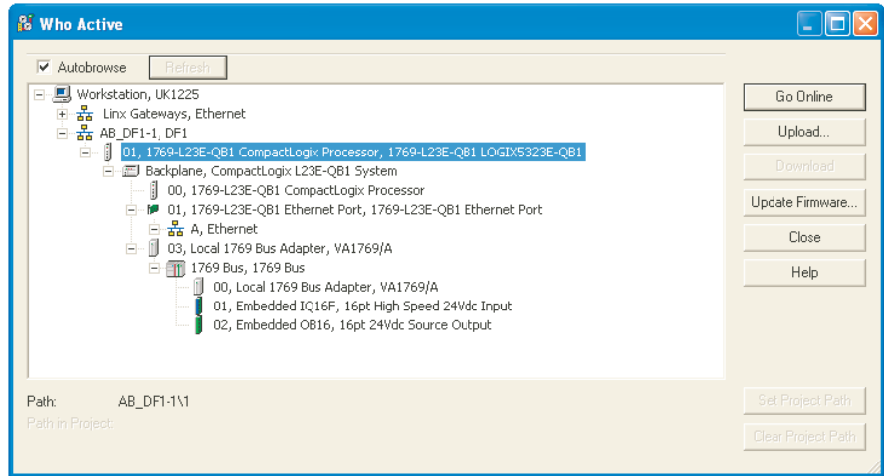 Who Active
Autobrowse
Refresh
Workstation, UK1225
Linx Gateways, Ethernet
AB_DF1-1, DF1
01, 1769-L23E-QB1 CompactLogix Processor, 1769-L23E-QB1 LOGIX5323E-QB1
Backplane, CompactLogix L23E-QB1 System
00, 1769-L23E-QB1 CompactLogix Processor
01, 1769-L23E-QB1 Ethernet Port, 1769-L23E-QB1 Ethernet Port
A, Ethernet
03, Local 1769 Bus Adapter, VA1769/A
1769 Bus, 1769 Bus
00, Local 1769 Bus Adapter, VA1769/A
01, Embedded IQ16F, 16pt High Speed 24Vdc Input
02, Embedded OB16, 16pt 24Vdc Source Output
Go Online
Upload...
Download
Update Firmware...
Close
Help
Path: AB_DF1-1\1
Path in Project:
Set Project Path
Clear Project Path